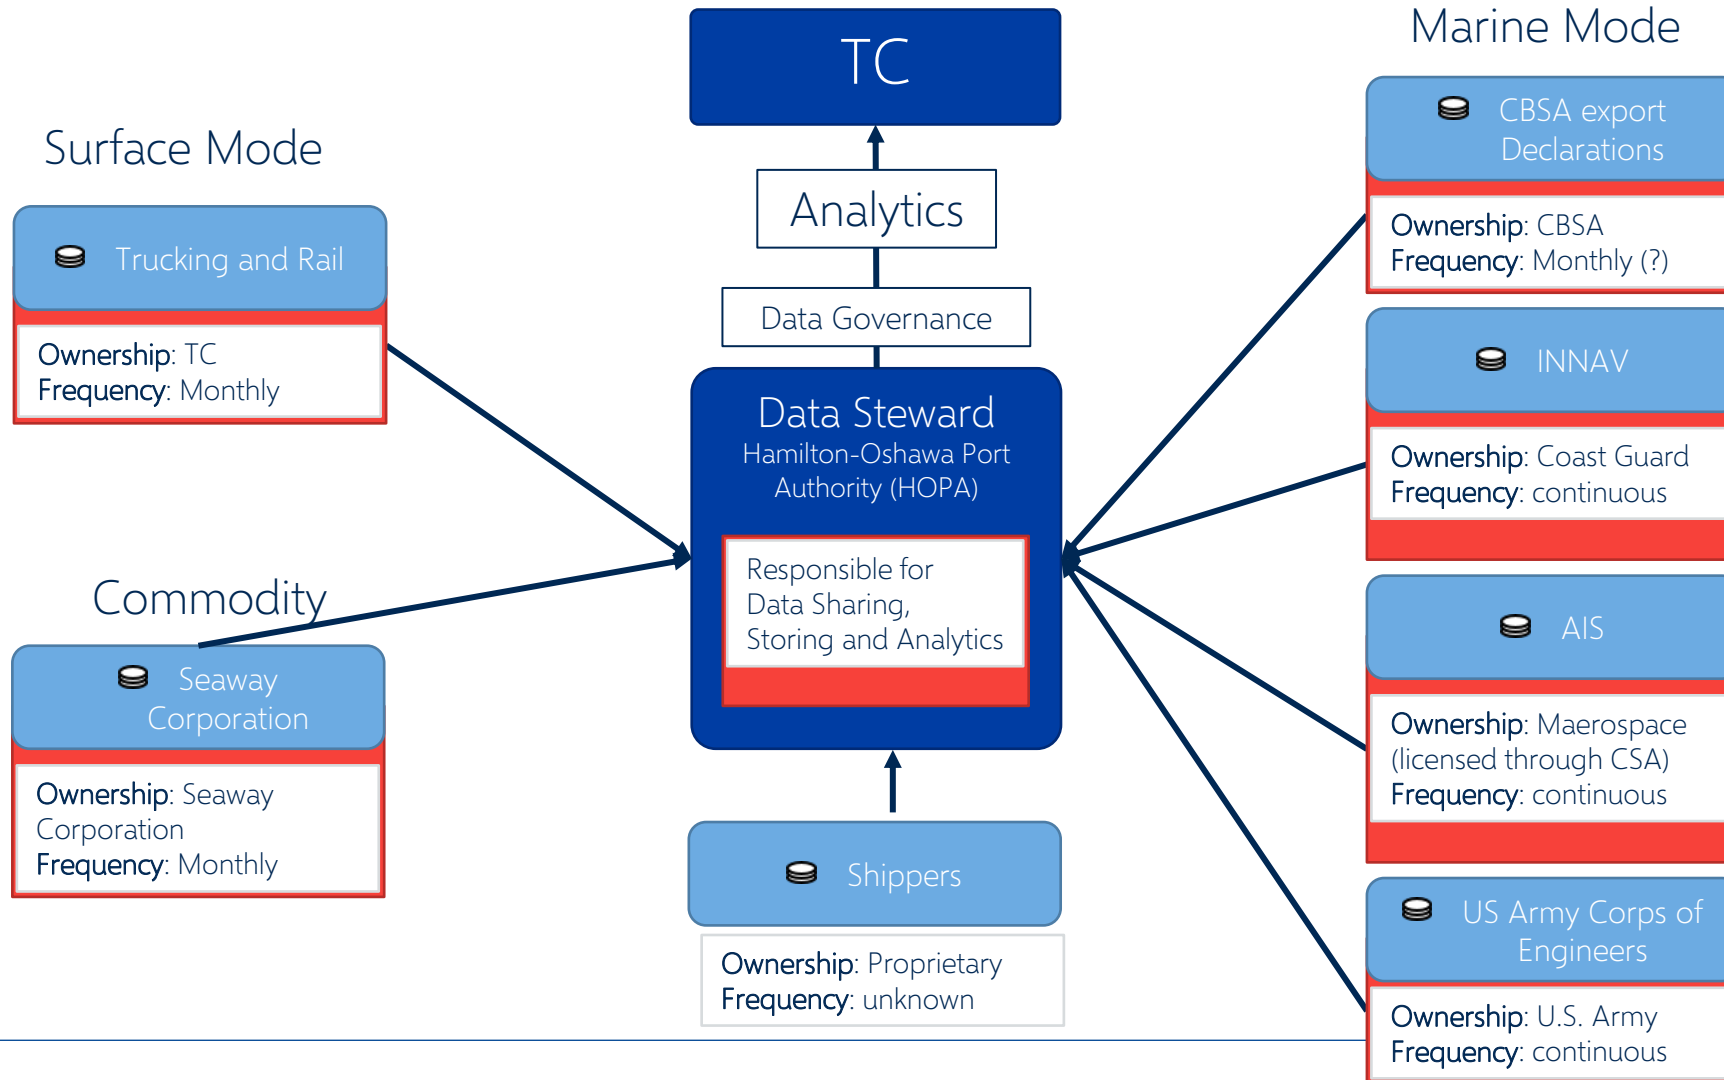 TC
Analytics
Data Governance
Data Steward
Hamilton-Oshawa Port
Authority (HOPA)
Responsible for
Data Sharing,
Storing and Analytics
Shippers
Ownership: Proprietary
Frequency: unknown
Surface Mode
Trucking and Rail
Ownership: TC
Frequency: Monthly
Commodity
Seaway
Corporation
Ownership: Seaway
Corporation
Frequency: Monthly
Marine Mode
CBSA export
Declarations
Ownership: CBSA
Frequency: Monthly (?)
INNAV
Ownership: Coast Guard
Frequency: continuous
AIS
Ownership: Maerospace
(licensed through CSA)
Frequency: continuous
US Army Corps of
Engineers
Ownership: U.S. Army
Frequency: continuous